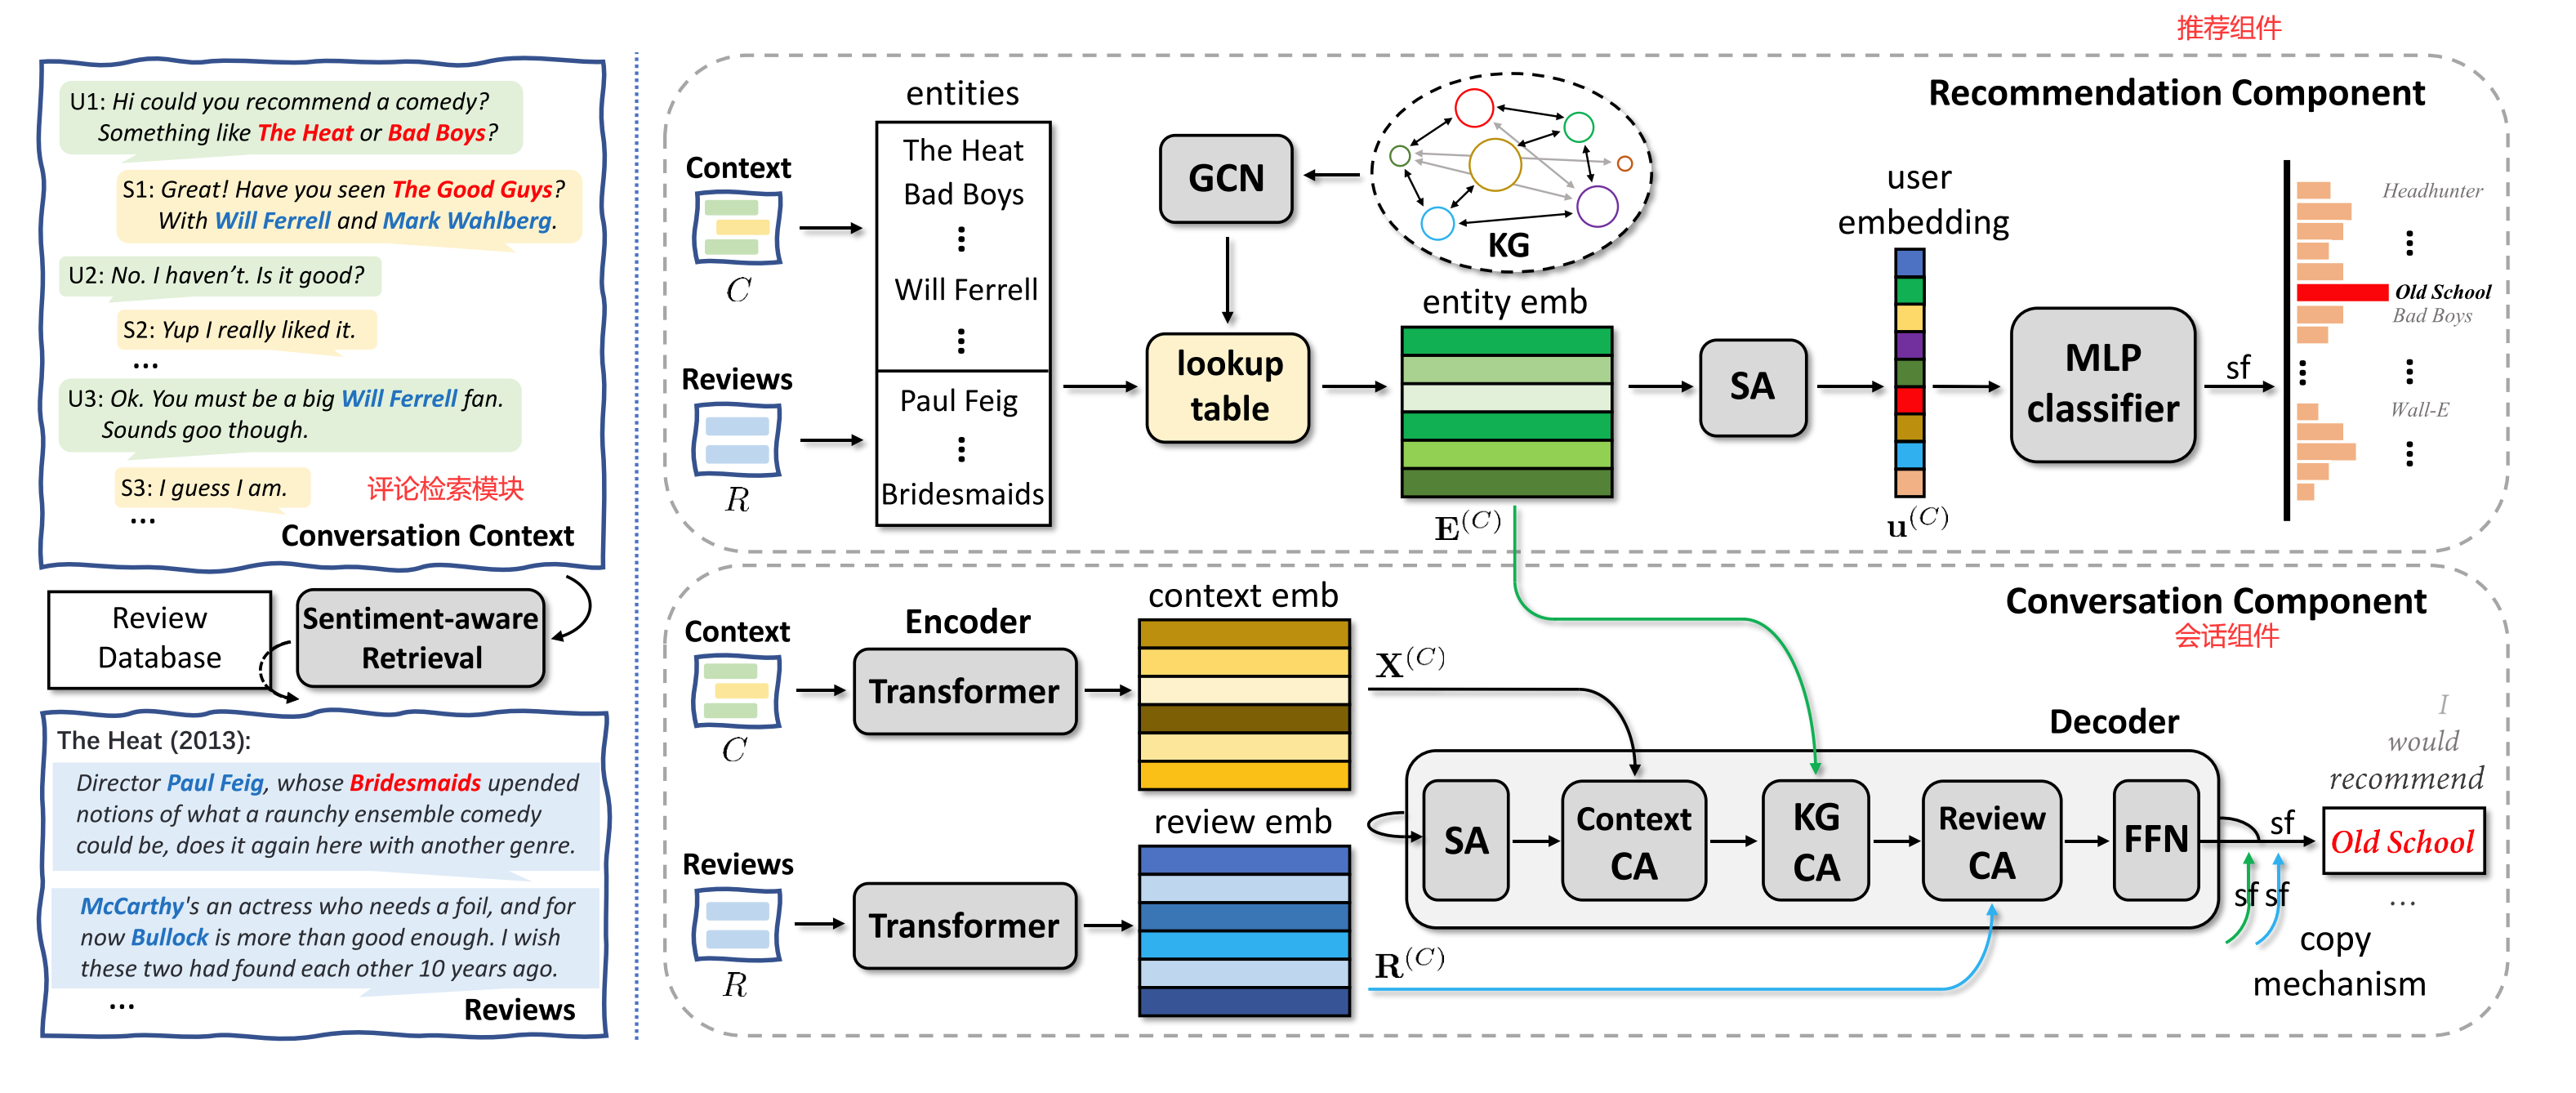 U1: Hi could you recommend a comedy?
Something like The Heat or Bad Boys?
S1: Great! Have you seen The Good Guys?
With Will Ferrell and Mark Wahlberg.
U2: No. I haven't. Is it good?
S2: Yup I really liked it.
...
U3: Ok. You must be a big Will Ferrell fan.
Sounds goo though.
S3: I guess I am.
评论检索模块
...
Conversation Context
Review
Database
Sentiment-aware
Retrieval
The Heat (2013):
Director Paul Feig, whose Bridesmaids upended
notions of what a raunchy ensemble comedy
could be, does it again here with another genre.
McCarthy's an actress who needs a foil, and for
now Bullock is more than good enough. I wish
these two had found each other 10 years ago.
...
Reviews
推荐组件
Recommendation Component
Context
C
Reviews
R
entities
The Heat
Bad Boys
⋮
Will Ferrell
⋮
Paul Feig
⋮
Bridesmaids
GCN
KG
lookup
table
entity emb
E(C)
SA
user
embedding
u(C)
MLP
classifier
sf
Headhunter
⋮
Old School
Bad Boys
⋮
⋮
Wall-E
⋮
Conversation Component
会话组件
Context
C
Encoder
Transformer
context emb
X(C)
Reviews
R
Transformer
review emb
R(C)
Decoder
SA
Context
CA
KG
CA
Review
CA
FFN
sf
sf
sf
copy
mechanism
I
would
recommend
Old School
...